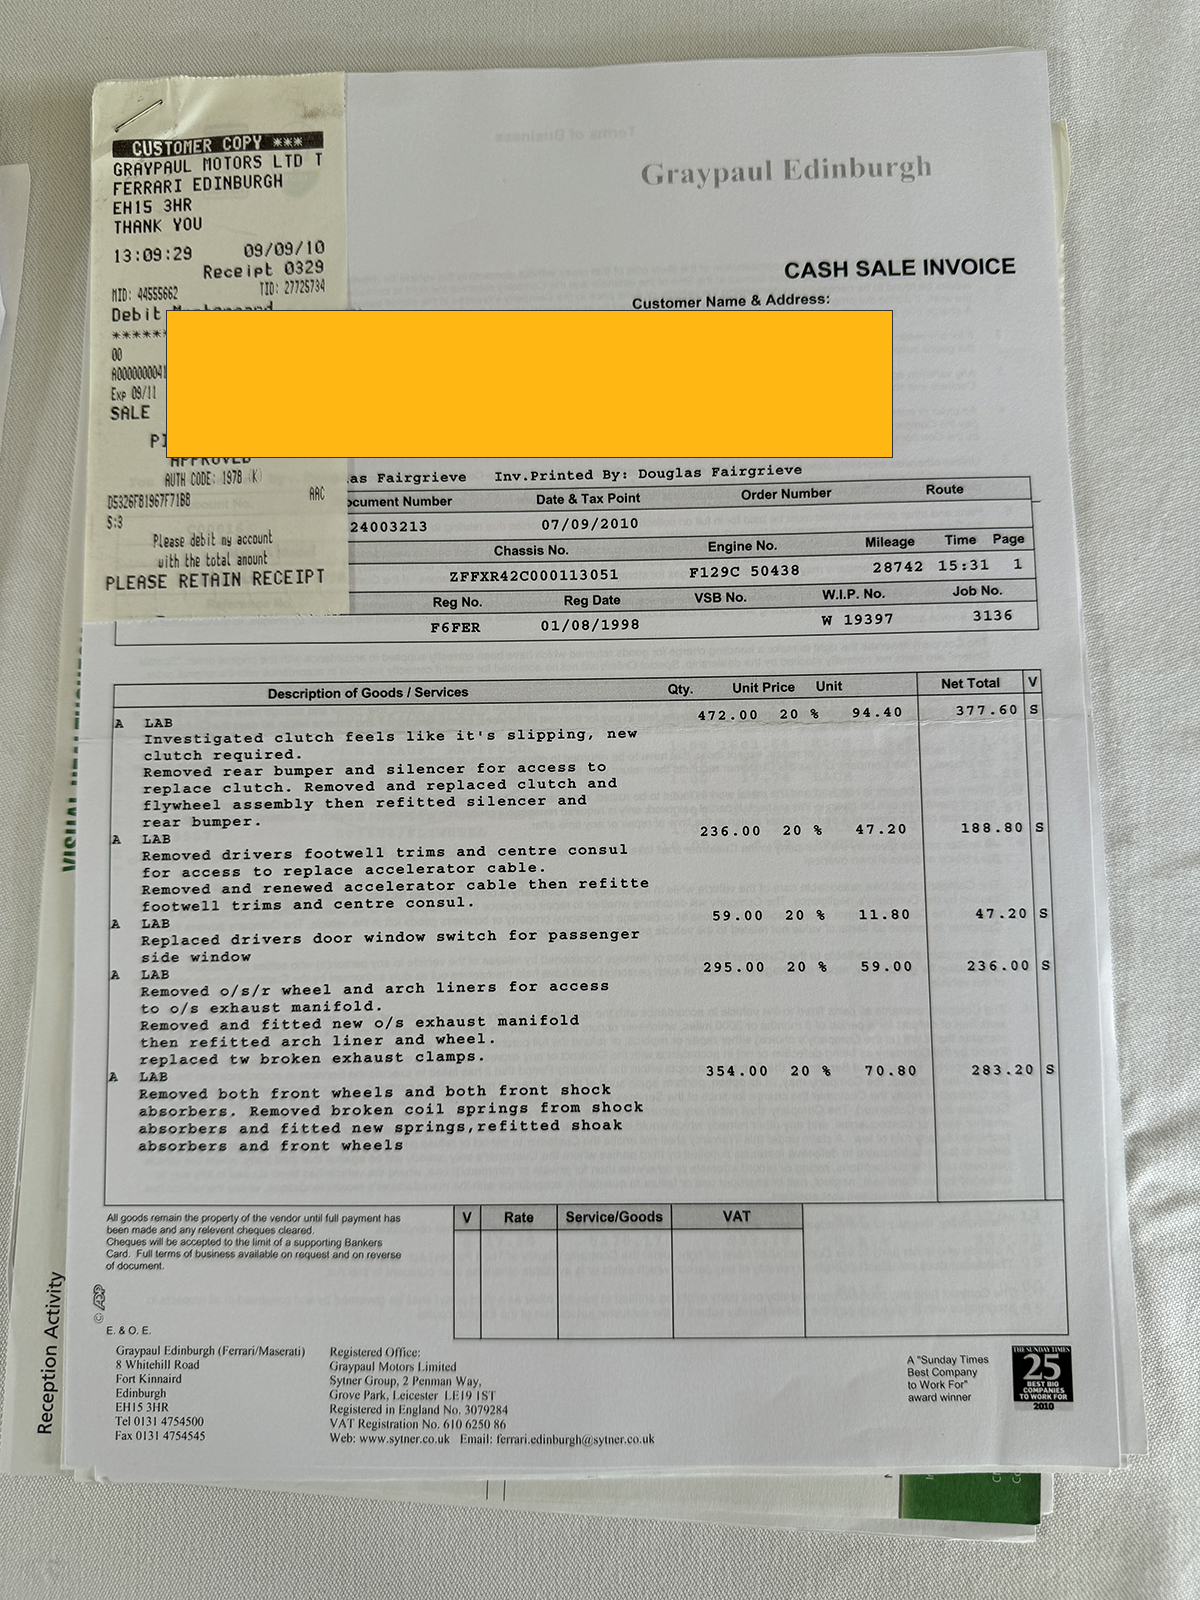 CUSTOMER COPY ***
GRAYPAUL MOTORS LTD T
FERRARI EDINBURGH
EH15 3HR
THANK YOU
13:09:29 09/09/10
Receipt 0329
MID: 44555662 TID: 27725734
Debit
00
Exp 09/11
SALE
APPROVED
AUTH CODE: 1978 (K)
D5326FB1967F71B8 AAC
S:3
Please debit my account
with the total amount
PLEASE RETAIN RECEIPT
Graypaul Edinburgh
CASH SALE INVOICE
Customer Name & Address:
las Fairgrieve Inv.Printed By: Douglas Fairgrieve
ocument Number Date & Tax Point Order Number Route
24003213 07/09/2010
Chassis No. Engine No. Mileage Time Page
ZFFXR42C000113051 F129C 50438 28742 15:31 1
Reg No. Reg Date VSB No. W.I.P. No. Job No.
F6FER 01/08/1998 W 19397 3136
Description of Goods / Services Qty. Unit Price Unit Net Total V
A LAB 472.00 20 % 94.40 377.60 S
Investigated clutch feels like it's slipping, new
clutch required.
Removed rear bumper and silencer for access to
replace clutch. Removed and replaced clutch and
flywheel assembly then refitted silencer and
rear bumper.
A LAB 236.00 20 % 47.20 188.80 S
Removed drivers footwell trims and centre consul
for access to replace accelerator cable.
Removed and renewed accelerator cable then refitte
footwell trims and centre consul.
A LAB 59.00 20 % 11.80 47.20 S
Replaced drivers door window switch for passenger
side window
A LAB 295.00 20 % 59.00 236.00 S
Removed o/s/r wheel and arch liners for access
to o/s exhaust manifold.
Removed and fitted new o/s exhaust manifold
then refitted arch liner and wheel.
replaced tw broken exhaust clamps.
A LAB 354.00 20 % 70.80 283.20 S
Removed both front wheels and both front shock
absorbers. Removed broken coil springs from shock
absorbers and fitted new springs,refitted shoak
absorbers and front wheels
All goods remain the property of the vendor until full payment has
been made and any relevent cheques cleared.
Cheques will be accepted to the limit of a supporting Bankers
Card. Full terms of business available on request and on reverse
of document.
V Rate Service/Goods VAT
© ADP
E. & O. E.
Graypaul Edinburgh (Ferrari/Maserati)
8 Whitehill Road
Fort Kinnaird
Edinburgh
EH15 3HR
Tel 0131 4754500
Fax 0131 4754545
Registered Office:
Graypaul Motors Limited
Sytner Group, 2 Penman Way,
Grove Park, Leicester LE19 1ST
Registered in England No. 3079284
VAT Registration No. 610 6250 86
Web: www.sytner.co.uk Email: ferrari.edinburgh@sytner.co.uk
A "Sunday Times
Best Company
to Work For"
award winner
THE SUNDAY TIMES
25
BEST BIG
COMPANIES
TO WORK FOR
2010
Reception Activity